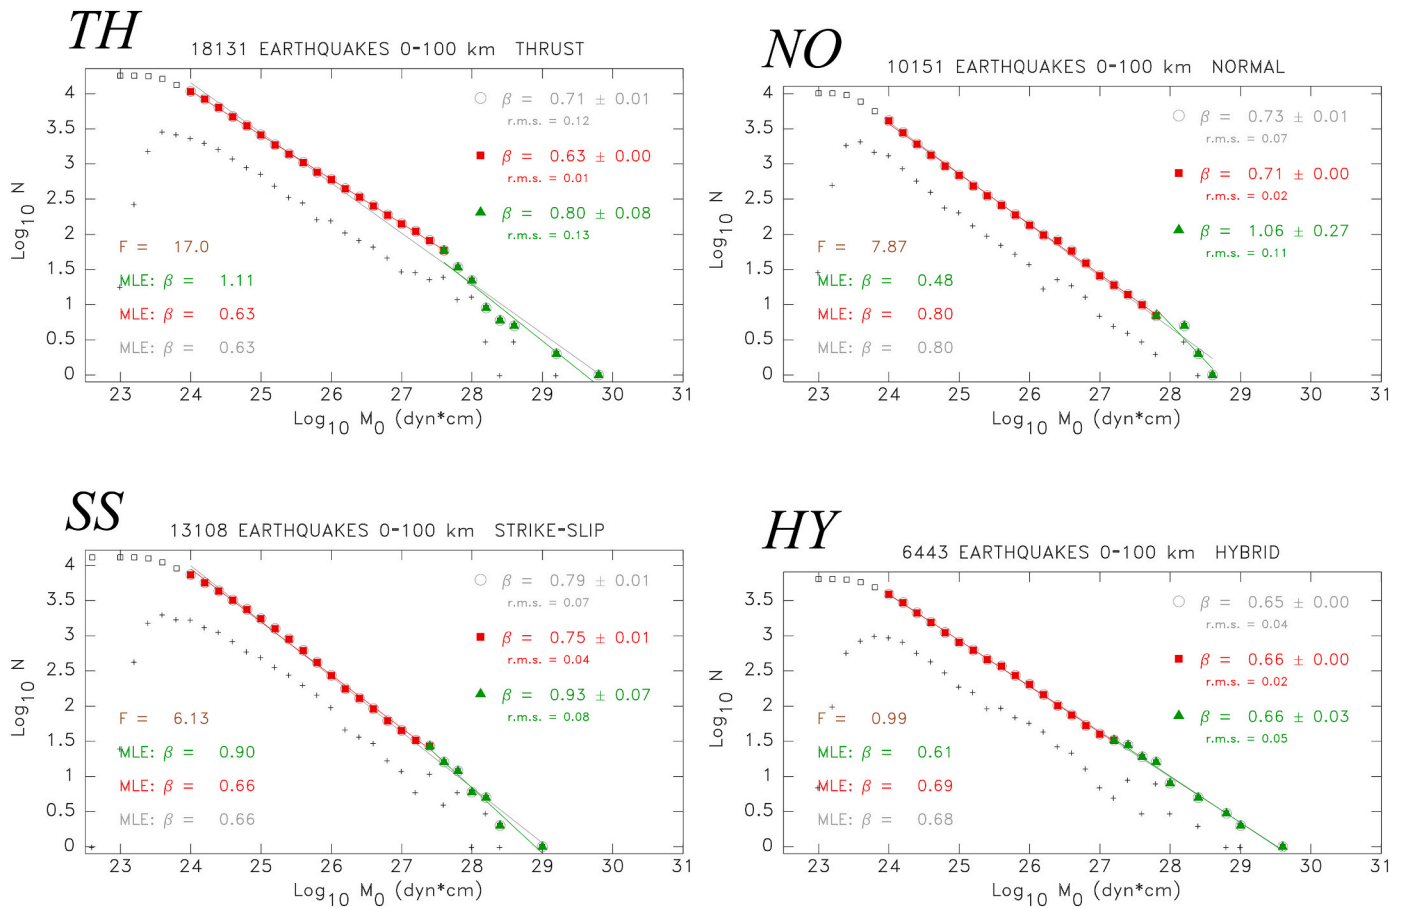 TH
18131 EARTHQUAKES 0-100 km THRUST
4
3.5
3
2.5
2
1.5
1
0.5
0
Log10 N
β = 0.71 ± 0.01
r.m.s. = 0.12
β = 0.63 ± 0.00
r.m.s. = 0.01
β = 0.80 ± 0.08
r.m.s. = 0.13
F = 17.0
MLE: β = 1.11
MLE: β = 0.63
MLE: β = 0.63
23 24 25 26 27 28 29 30 31
Log10 M0 (dyn*cm)
NO
10151 EARTHQUAKES 0-100 km NORMAL
4
3.5
3
2.5
2
1.5
1
0.5
0
Log10 N
β = 0.73 ± 0.01
r.m.s. = 0.07
β = 0.71 ± 0.00
r.m.s. = 0.02
β = 1.06 ± 0.27
r.m.s. = 0.11
F = 7.87
MLE: β = 0.48
MLE: β = 0.80
MLE: β = 0.80
23 24 25 26 27 28 29 30 31
Log10 M0 (dyn*cm)
SS
13108 EARTHQUAKES 0-100 km STRIKE-SLIP
4
3.5
3
2.5
2
1.5
1
0.5
0
Log10 N
β = 0.79 ± 0.01
r.m.s. = 0.07
β = 0.75 ± 0.01
r.m.s. = 0.04
β = 0.93 ± 0.07
r.m.s. = 0.08
F = 6.13
MLE: β = 0.90
MLE: β = 0.66
MLE: β = 0.66
23 24 25 26 27 28 29 30 31
Log10 M0 (dyn*cm)
HY
6443 EARTHQUAKES 0-100 km HYBRID
3.5
3
2.5
2
1.5
1
0.5
0
Log10 N
β = 0.65 ± 0.00
r.m.s. = 0.04
β = 0.66 ± 0.00
r.m.s. = 0.02
β = 0.66 ± 0.03
r.m.s. = 0.05
F = 0.99
MLE: β = 0.61
MLE: β = 0.69
MLE: β = 0.68
23 24 25 26 27 28 29 30 31
Log10 M0 (dyn*cm)